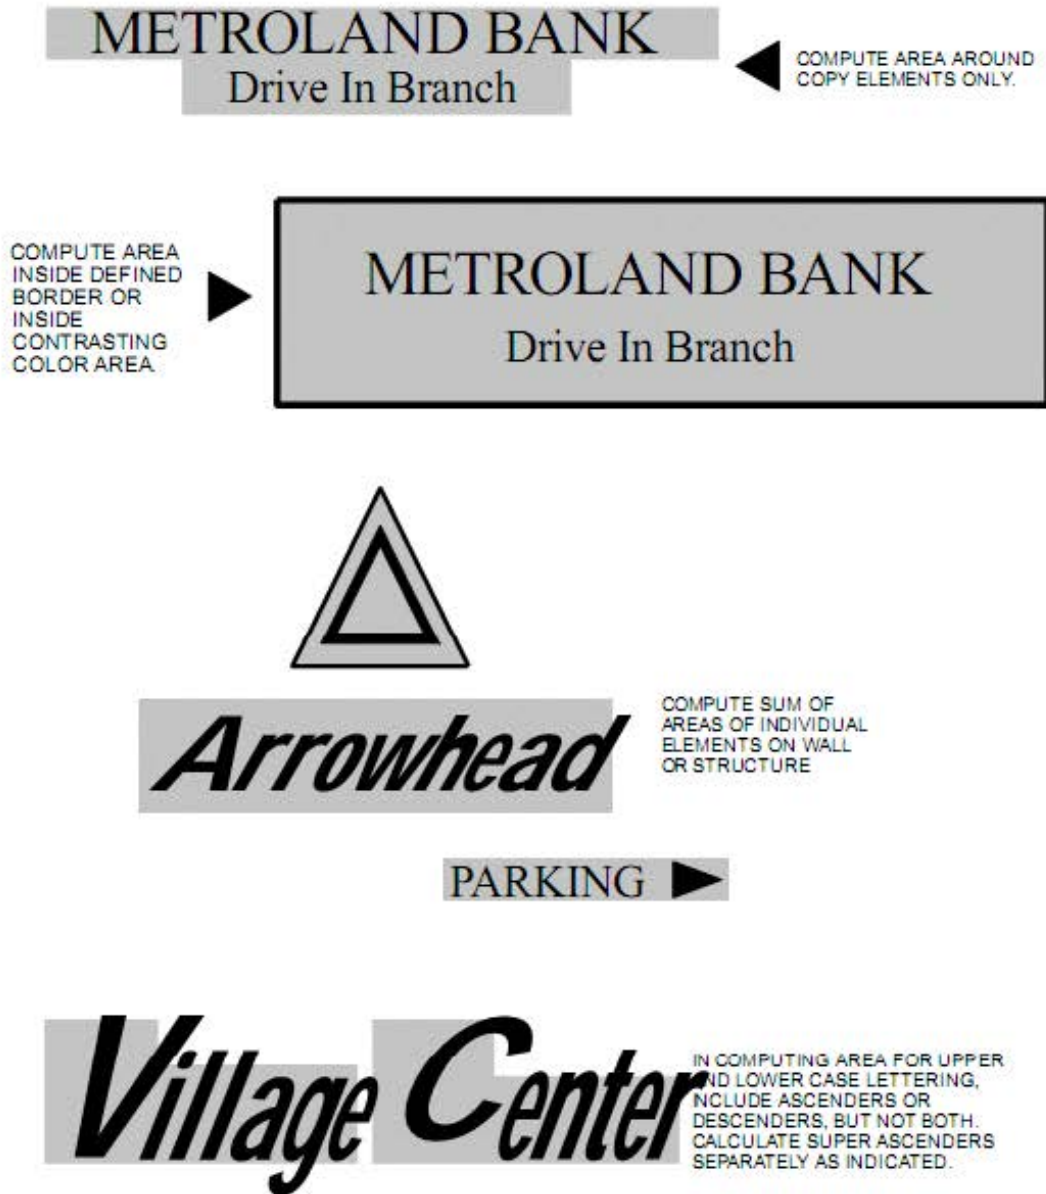 METROLAND BANK
Drive In Branch
COMPUTE AREA AROUND
COPY ELEMENTS ONLY.
COMPUTE AREA
INSIDE DEFINED
BORDER OR
INSIDE
CONTRASTING
COLOR AREA
METROLAND BANK
Drive In Branch
Arrowhead
COMPUTE SUM OF
AREAS OF INDIVIDUAL
ELEMENTS ON WALL
OR STRUCTURE
PARKING
Village Center
IN COMPUTING AREA FOR UPPER
AND LOWER CASE LETTERING,
INCLUDE ASCENDERS OR
DESCENDERS, BUT NOT BOTH.
CALCULATE SUPER ASCENDERS
SEPARATELY AS INDICATED.